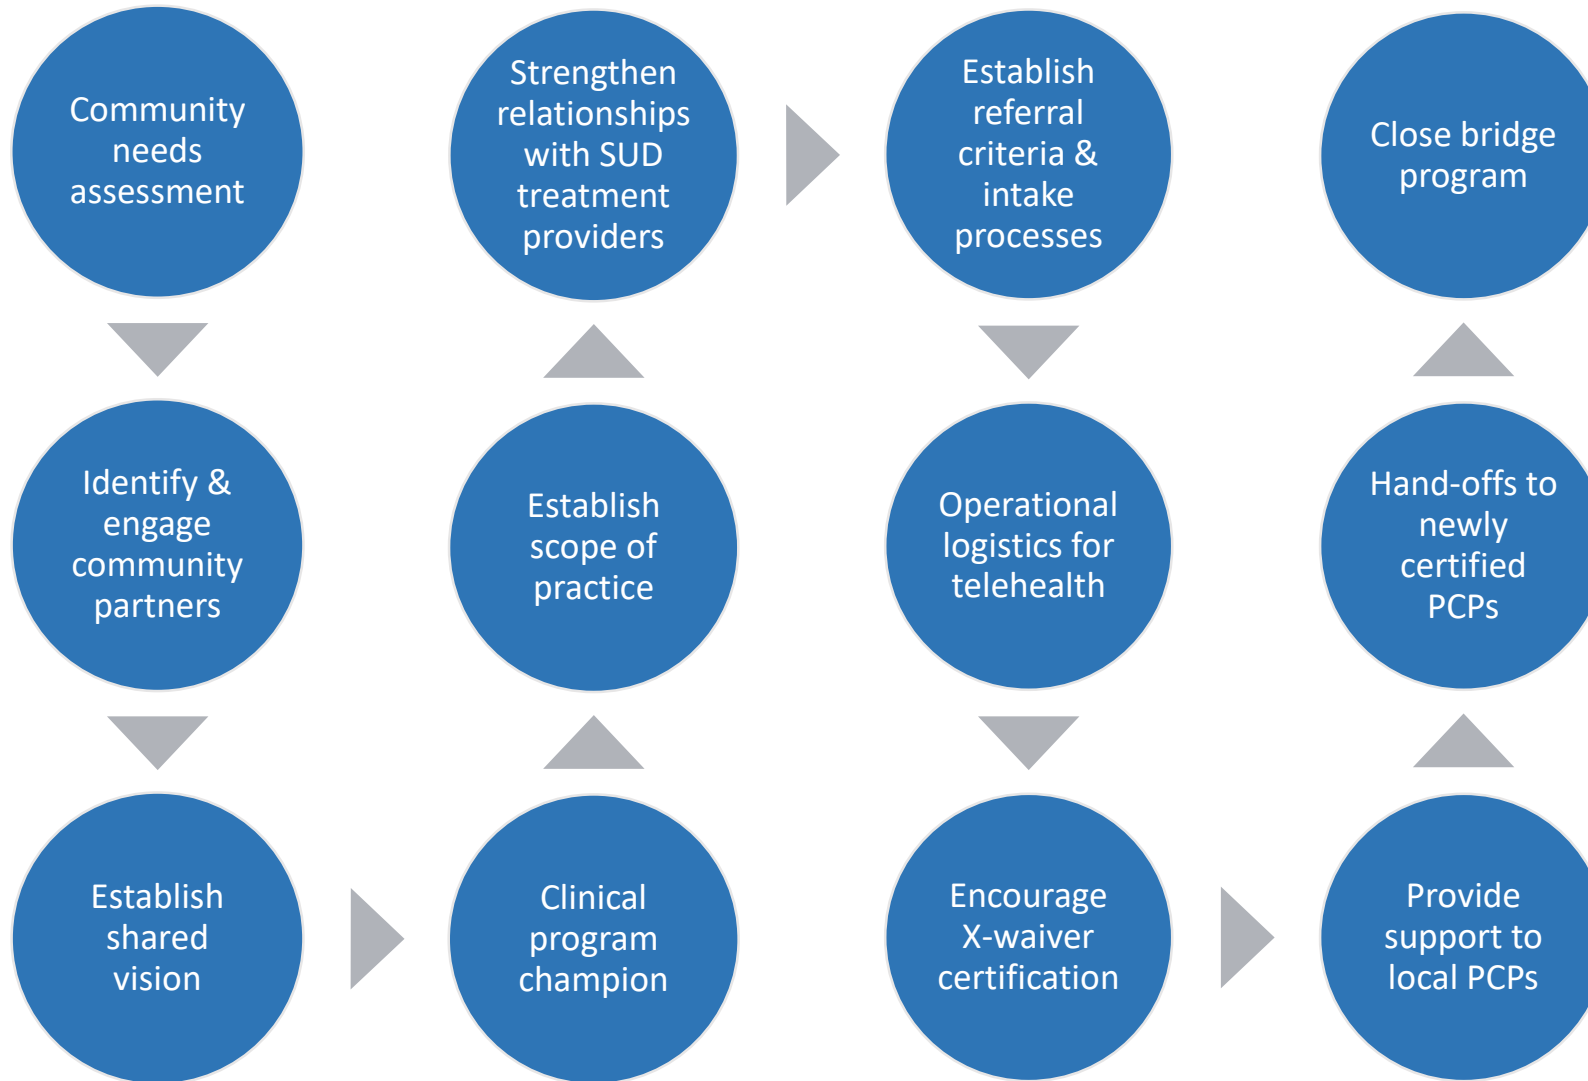 Community
needs
assessment
Identify &
engage
community
partners
Establish
shared
vision
Clinical
program
champion
Establish
scope of
practice
Strengthen
relationships
with SUD
treatment
providers
Establish
referral
criteria &
intake
processes
Operational
logistics for
telehealth
Encourage
X-waiver
certification
Provide
support to
local PCPs
Hand-offs to
newly
certified
PCPs
Close bridge
program